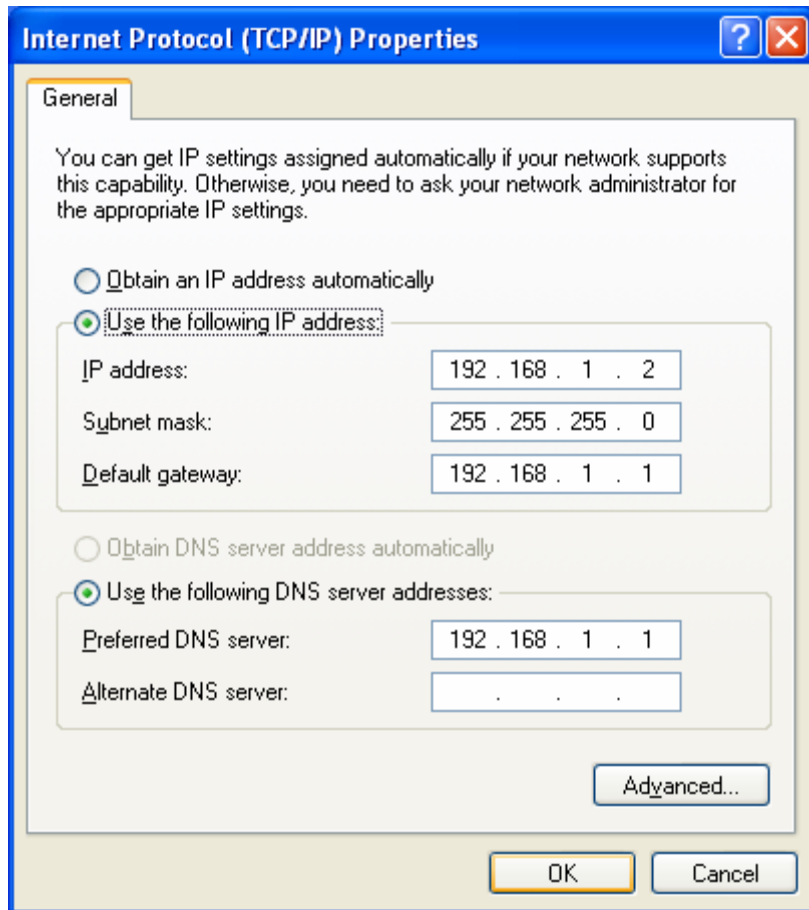 Internet Protocol (TCP/IP) Properties
General
You can get IP settings assigned automatically if your network supports
this capability. Otherwise, you need to ask your network administrator for
the appropriate IP settings.
Obtain an IP address automatically
Use the following IP address:
IP address: 192 . 168 . 1 . 2
Subnet mask: 255 . 255 . 255 . 0
Default gateway: 192 . 168 . 1 . 1
Obtain DNS server address automatically
Use the following DNS server addresses:
Preferred DNS server: 192 . 168 . 1 . 1
Alternate DNS server: . . .
Advanced...
OK Cancel